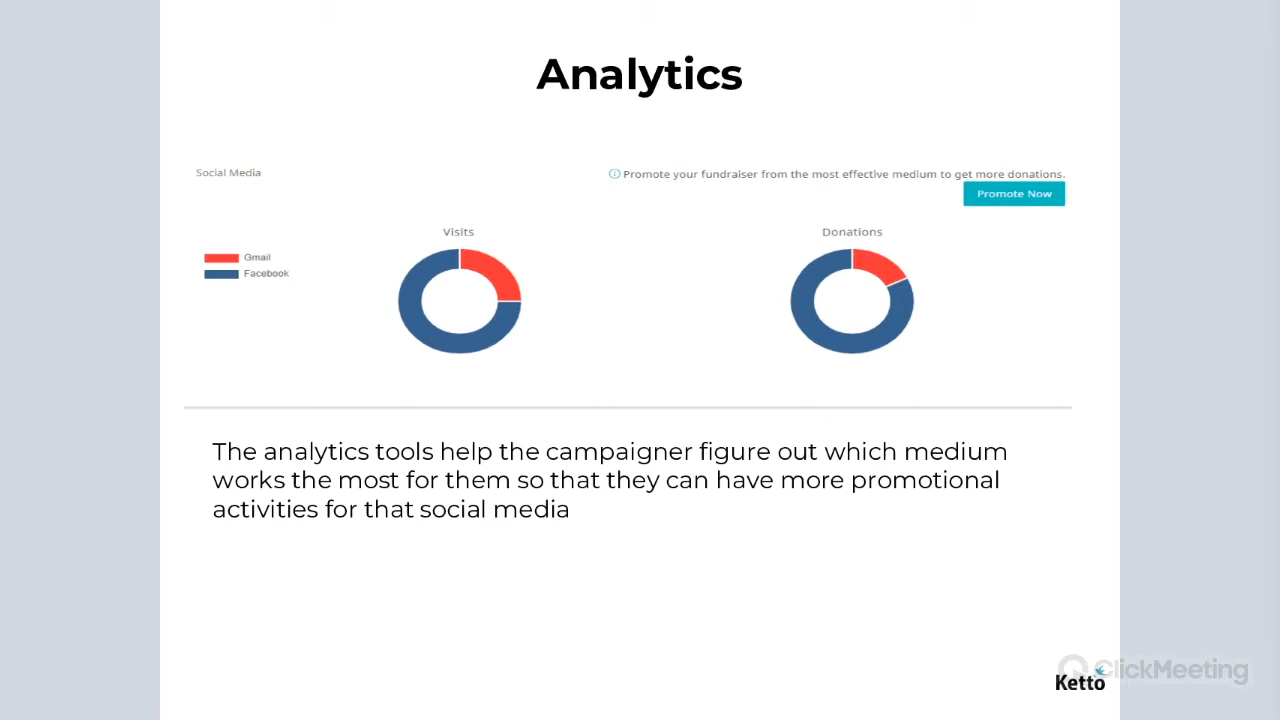 Analytics
Social Media
Promote your fundraiser from the most effective medium to get more donations.
Promote Now
Visits
Donations
Gmail
Facebook
The analytics tools help the campaigner figure out which medium
works the most for them so that they can have more promotional
activities for that social media
ClickMeeting
Ketto